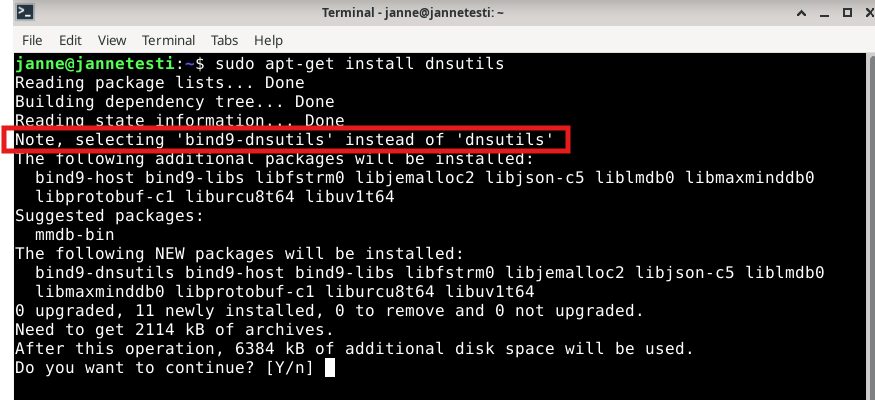 Terminal - janne@jannetesti: ~
File Edit View Terminal Tabs Help
janne@jannetesti:~$ sudo apt-get install dnsutils
Reading package lists... Done
Building dependency tree... Done
Reading state information... Done
Note, selecting 'bind9-dnsutils' instead of 'dnsutils'
The following additional packages will be installed:
  bind9-host bind9-libs libfstrm0 libjemalloc2 libjson-c5 liblmdb0 libmaxminddb0
  libprotobuf-c1 liburcu8t64 libuv1t64
Suggested packages:
  mmdb-bin
The following NEW packages will be installed:
  bind9-dnsutils bind9-host bind9-libs libfstrm0 libjemalloc2 libjson-c5 liblmdb0
  libmaxminddb0 libprotobuf-c1 liburcu8t64 libuv1t64
0 upgraded, 11 newly installed, 0 to remove and 0 not upgraded.
Need to get 2114 kB of archives.
After this operation, 6384 kB of additional disk space will be used.
Do you want to continue? [Y/n]